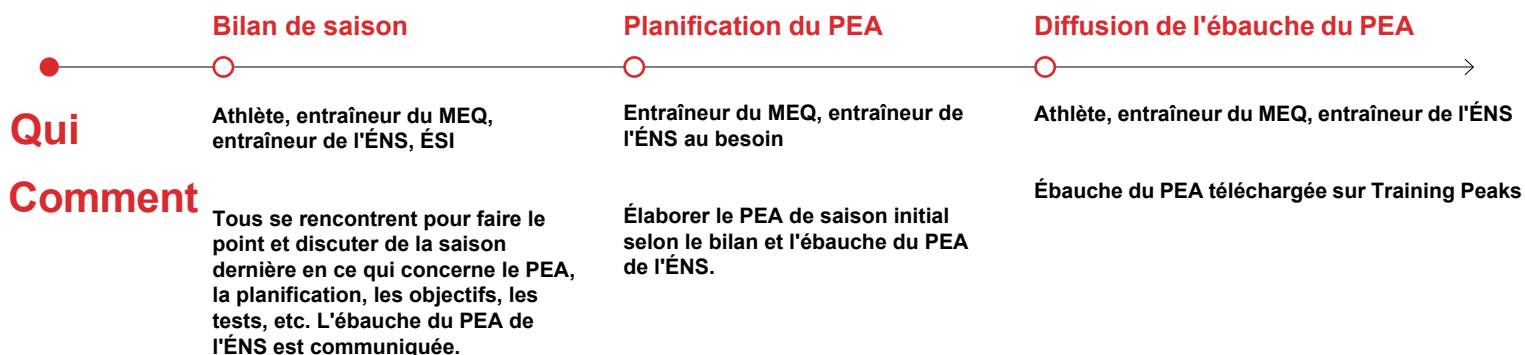 Bilan de saison
Planification du PEA
Diffusion de l'ébauche du PEA
Qui
Athlète, entraîneur du MEQ,
entraîneur de l'ÉNS, ÉSI
Entraîneur du MEQ, entraîneur de
l'ÉNS au besoin
Athlète, entraîneur du MEQ, entraîneur de l'ÉNS
Comment
Tous se rencontrent pour faire le
point et discuter de la saison
dernière en ce qui concerne le PEA,
la planification, les objectifs, les
tests, etc. L'ébauche du PEA de
l'ÉNS est communiquée.
Élaborer le PEA de saison initial
selon le bilan et l'ébauche du PEA
de l'ÉNS.
Ébauche du PEA téléchargée sur Training Peaks